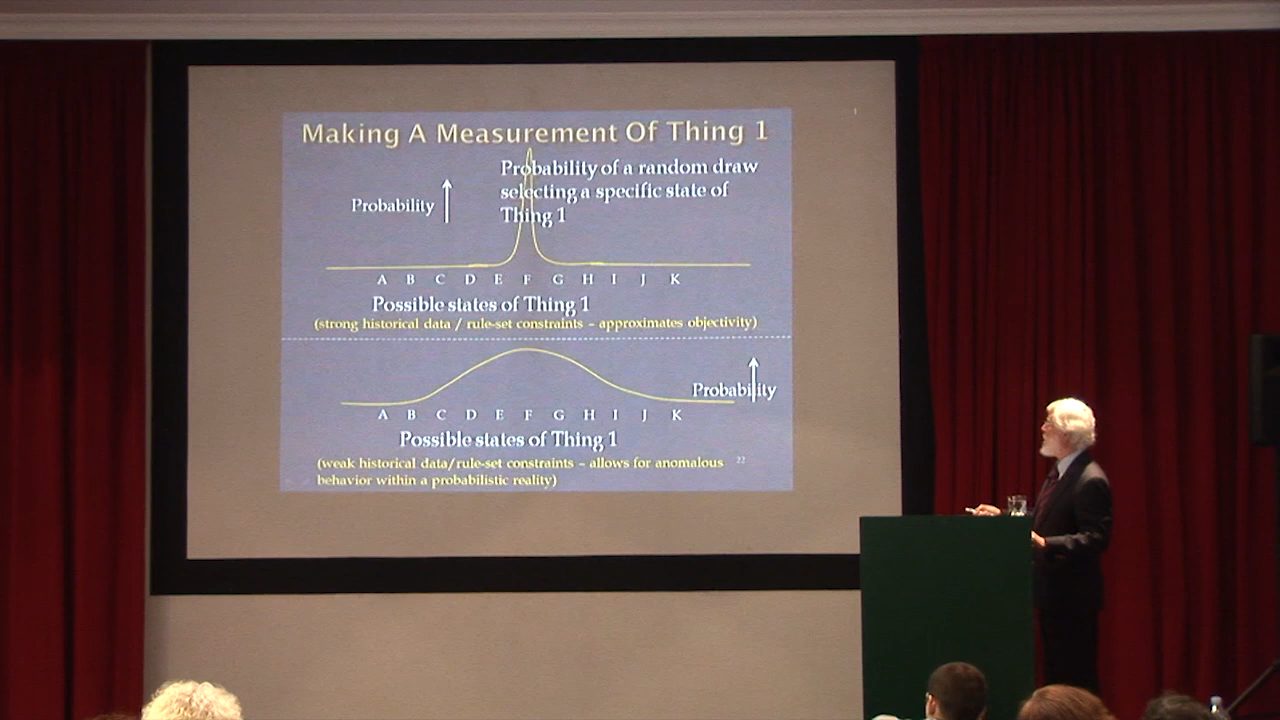 Making A Measurement Of Thing 1
Probability of a random draw
selecting a specific state of
Thing 1
Probability
A B C D E F G H I J K
Possible states of Thing 1
(strong historical data / rule-set constraints – approximates objectivity)
Probability
A B C D E F G H I J K
Possible states of Thing 1
(weak historical data/rule-set constraints – allows for anomalous
behavior within a probabilistic reality)
22